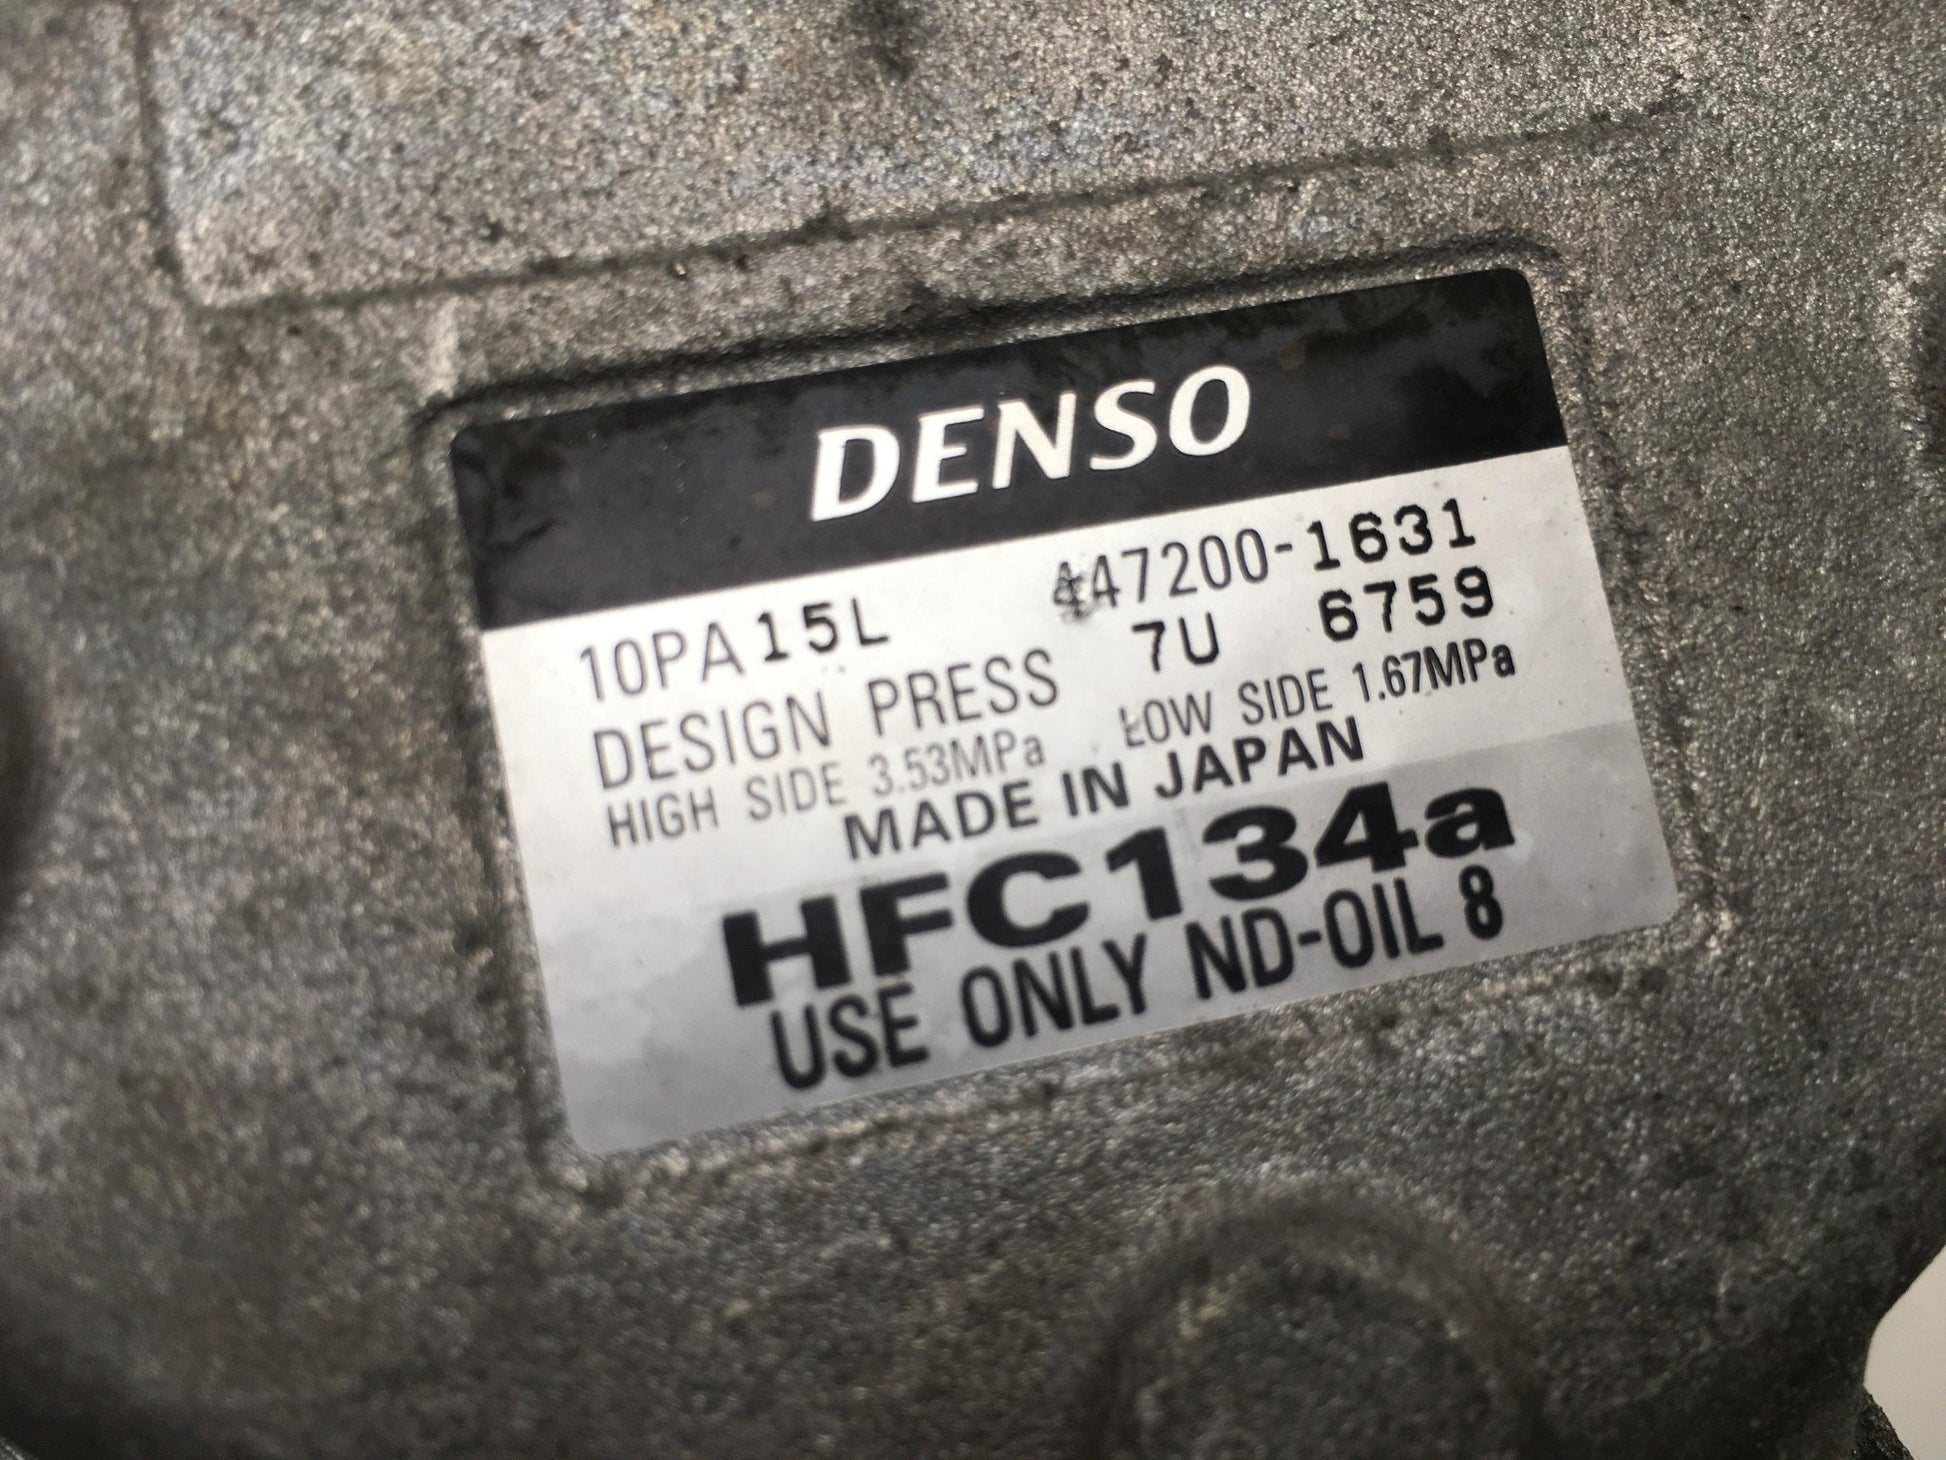 DENSO
10PA15L 447200-1631
7U 6759
DESIGN PRESS
HIGH SIDE 3.53MPa LOW SIDE 1.67MPa
MADE IN JAPAN
HFC134a
USE ONLY ND-OIL 8